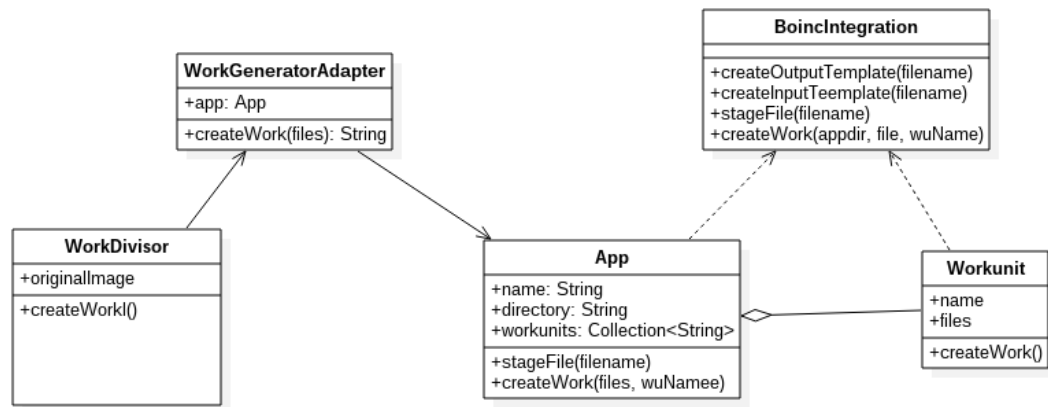 BoincIntegration
+createOutputTemplate(filename)
+createInputTeemplate(filename)
+stageFile(filename)
+createWork(appdir, file, wuName)
WorkGeneratorAdapter
+app: App
+createWork(files): String
WorkDivisor
+originalImage
+createWorkl()
App
+name: String
+directory: String
+workunits: Collection<String>
+stageFile(filename)
+createWork(files, wuNamee)
Workunit
+name
+files
+createWork()